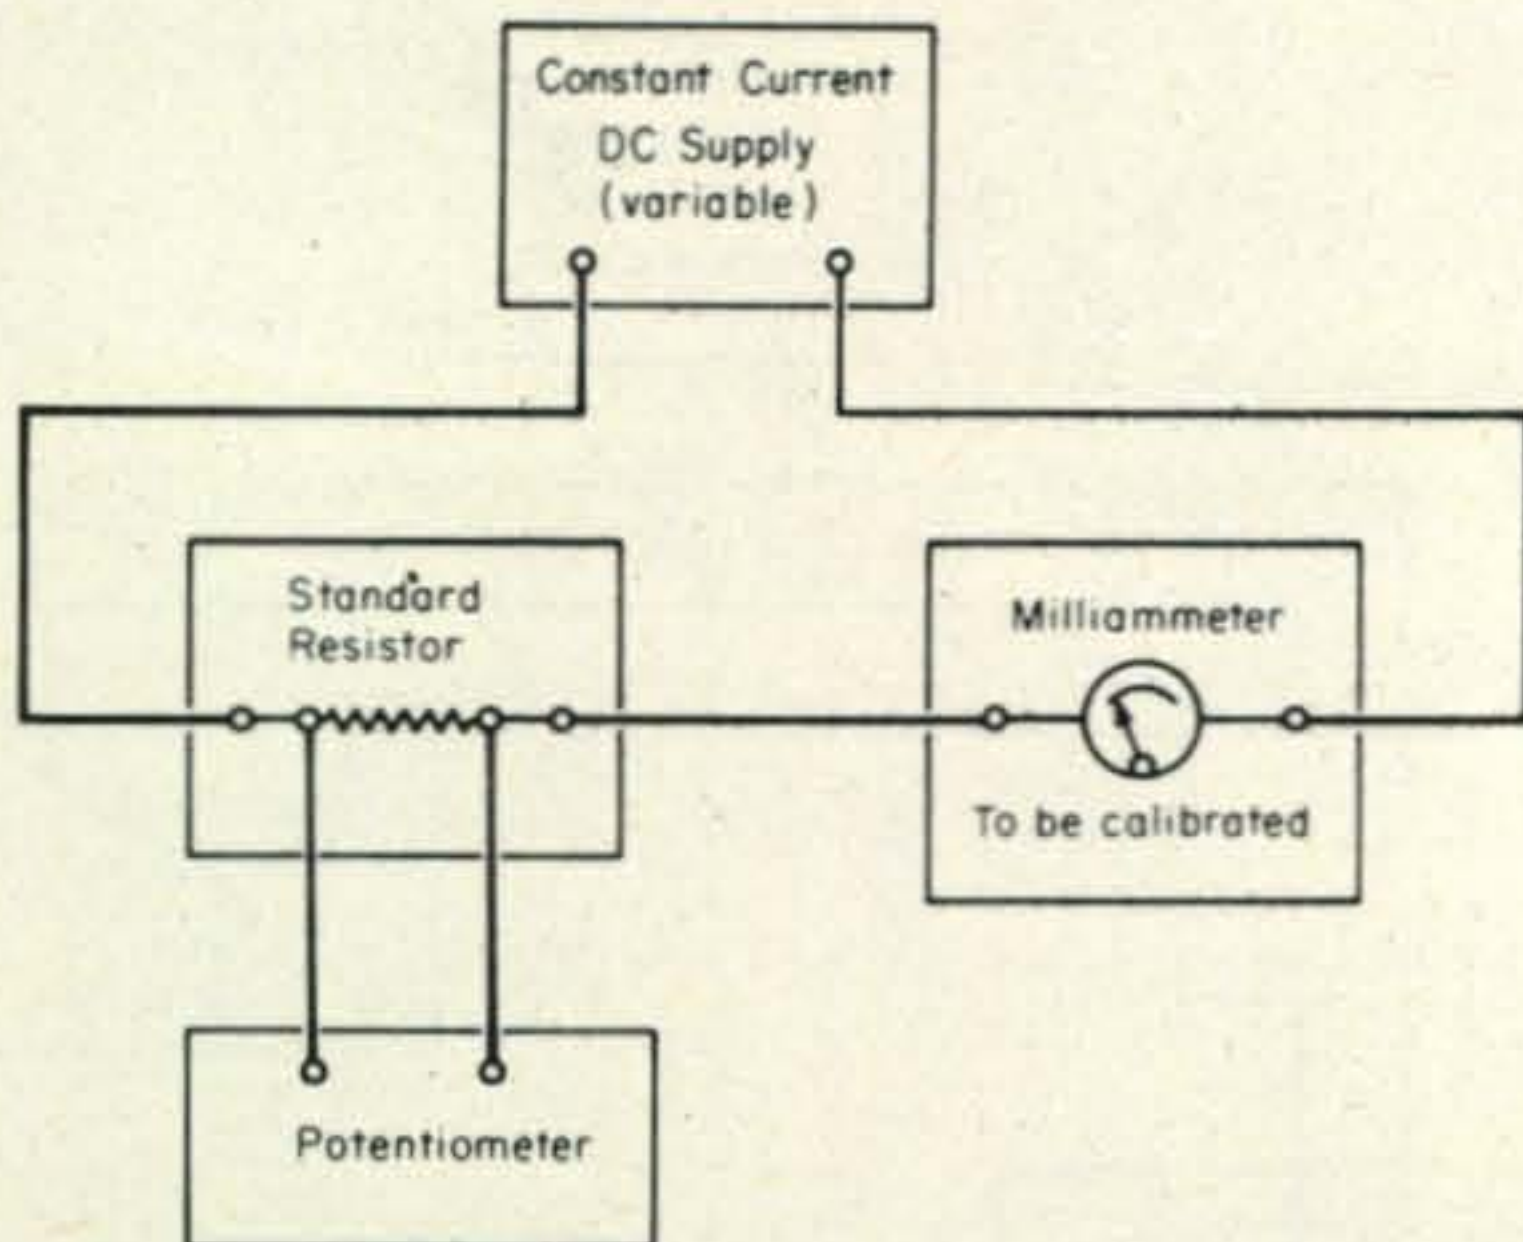 Constant Current
DC Supply
(variable)
Standard
Resistor
Milliammeter
To be calibrated
Potentiometer